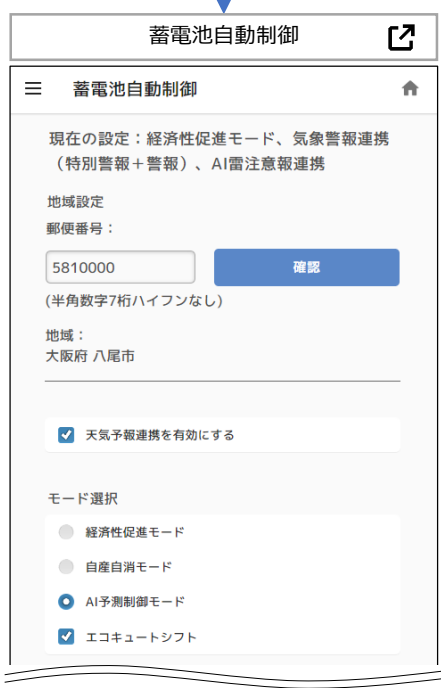 蓄電池自動制御
蓄電池自動制御
現在の設定：経済性促進モード、気象警報連携
（特別警報＋警報）、AI雷注意報連携
地域設定
郵便番号：
5810000
確認
(半角数字7桁ハイフンなし)
地域：
大阪府 八尾市
天気予報連携を有効にする
モード選択
経済性促進モード
自産自消モード
AI予測制御モード
エコキュートシフト